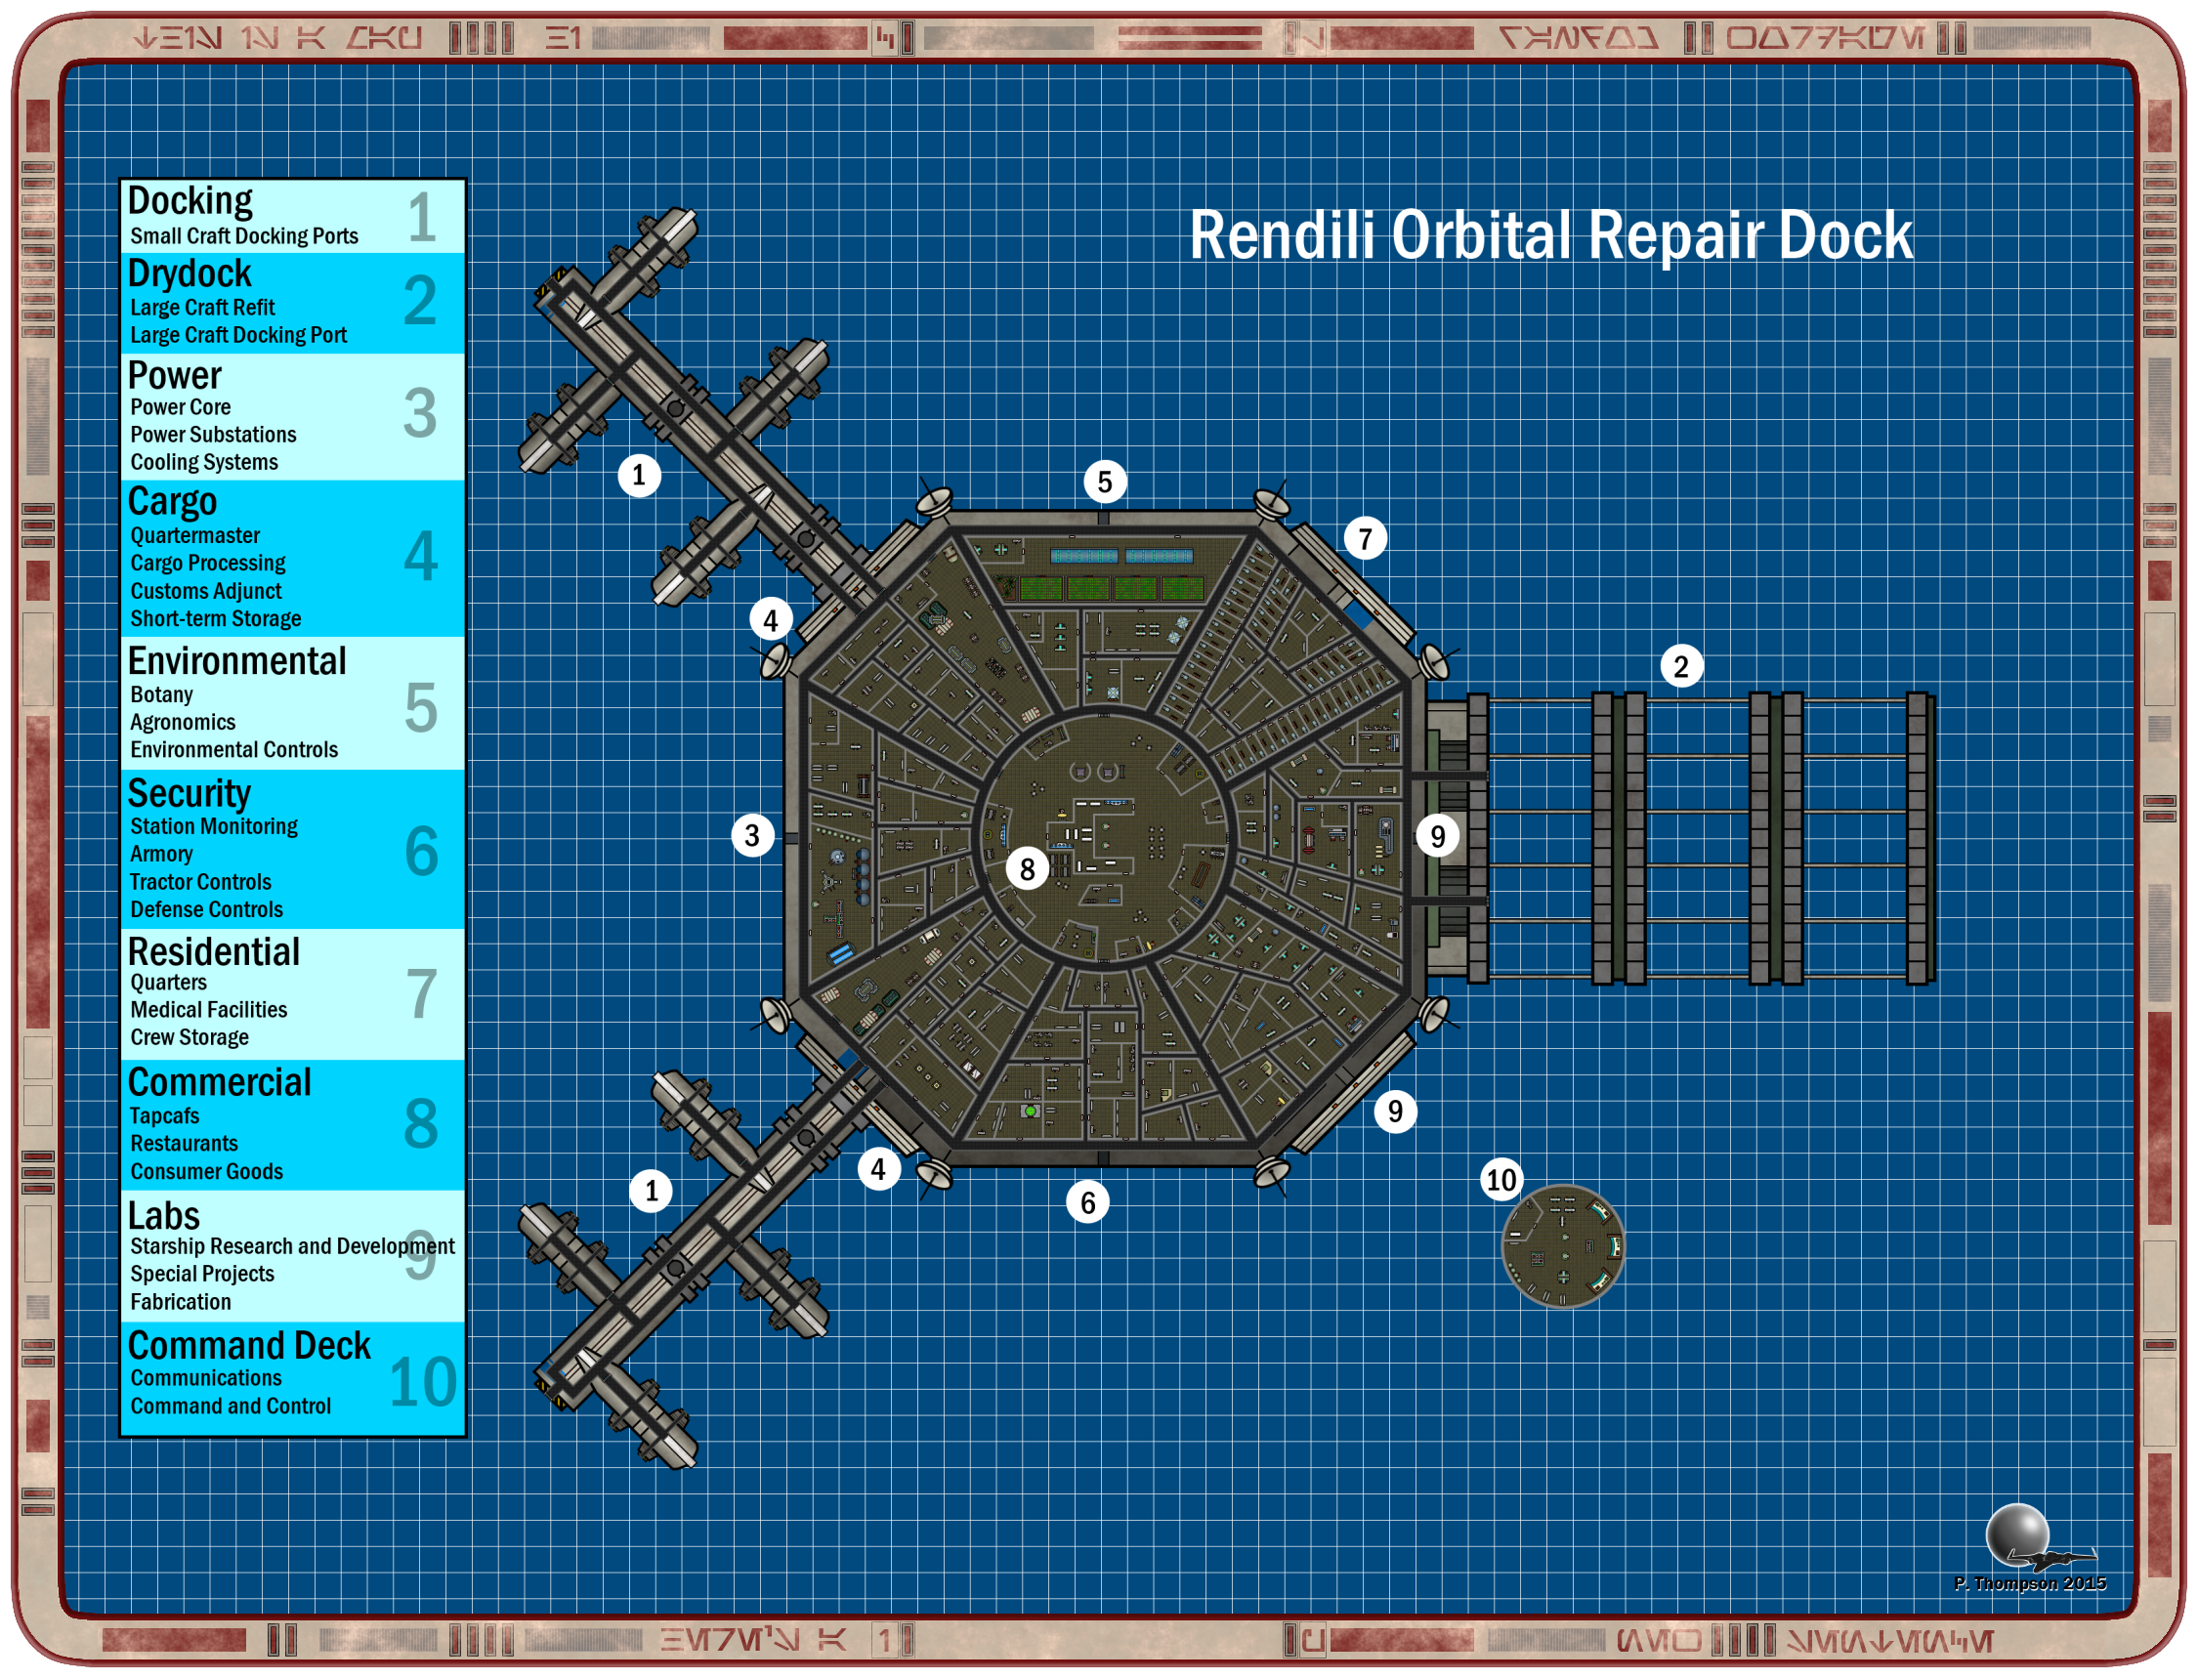 Rendili Orbital Repair Dock
Docking
Small Craft Docking Ports
1
Drydock
Large Craft Refit
Large Craft Docking Port
2
Power
Power Core
Power Substations
Cooling Systems
3
Cargo
Quartermaster
Cargo Processing
Customs Adjunct
Short-term Storage
4
Environmental
Botany
Agronomics
Environmental Controls
5
Security
Station Monitoring
Armory
Tractor Controls
Defense Controls
6
Residential
Quarters
Medical Facilities
Crew Storage
7
Commercial
Tapcafs
Restaurants
Consumer Goods
8
Labs
Starship Research and Development
Special Projects
Fabrication
9
Command Deck
Communications
Command and Control
10
1
5
7
4
2
3
9
8
9
4
1
6
10
P. Thompson 2015